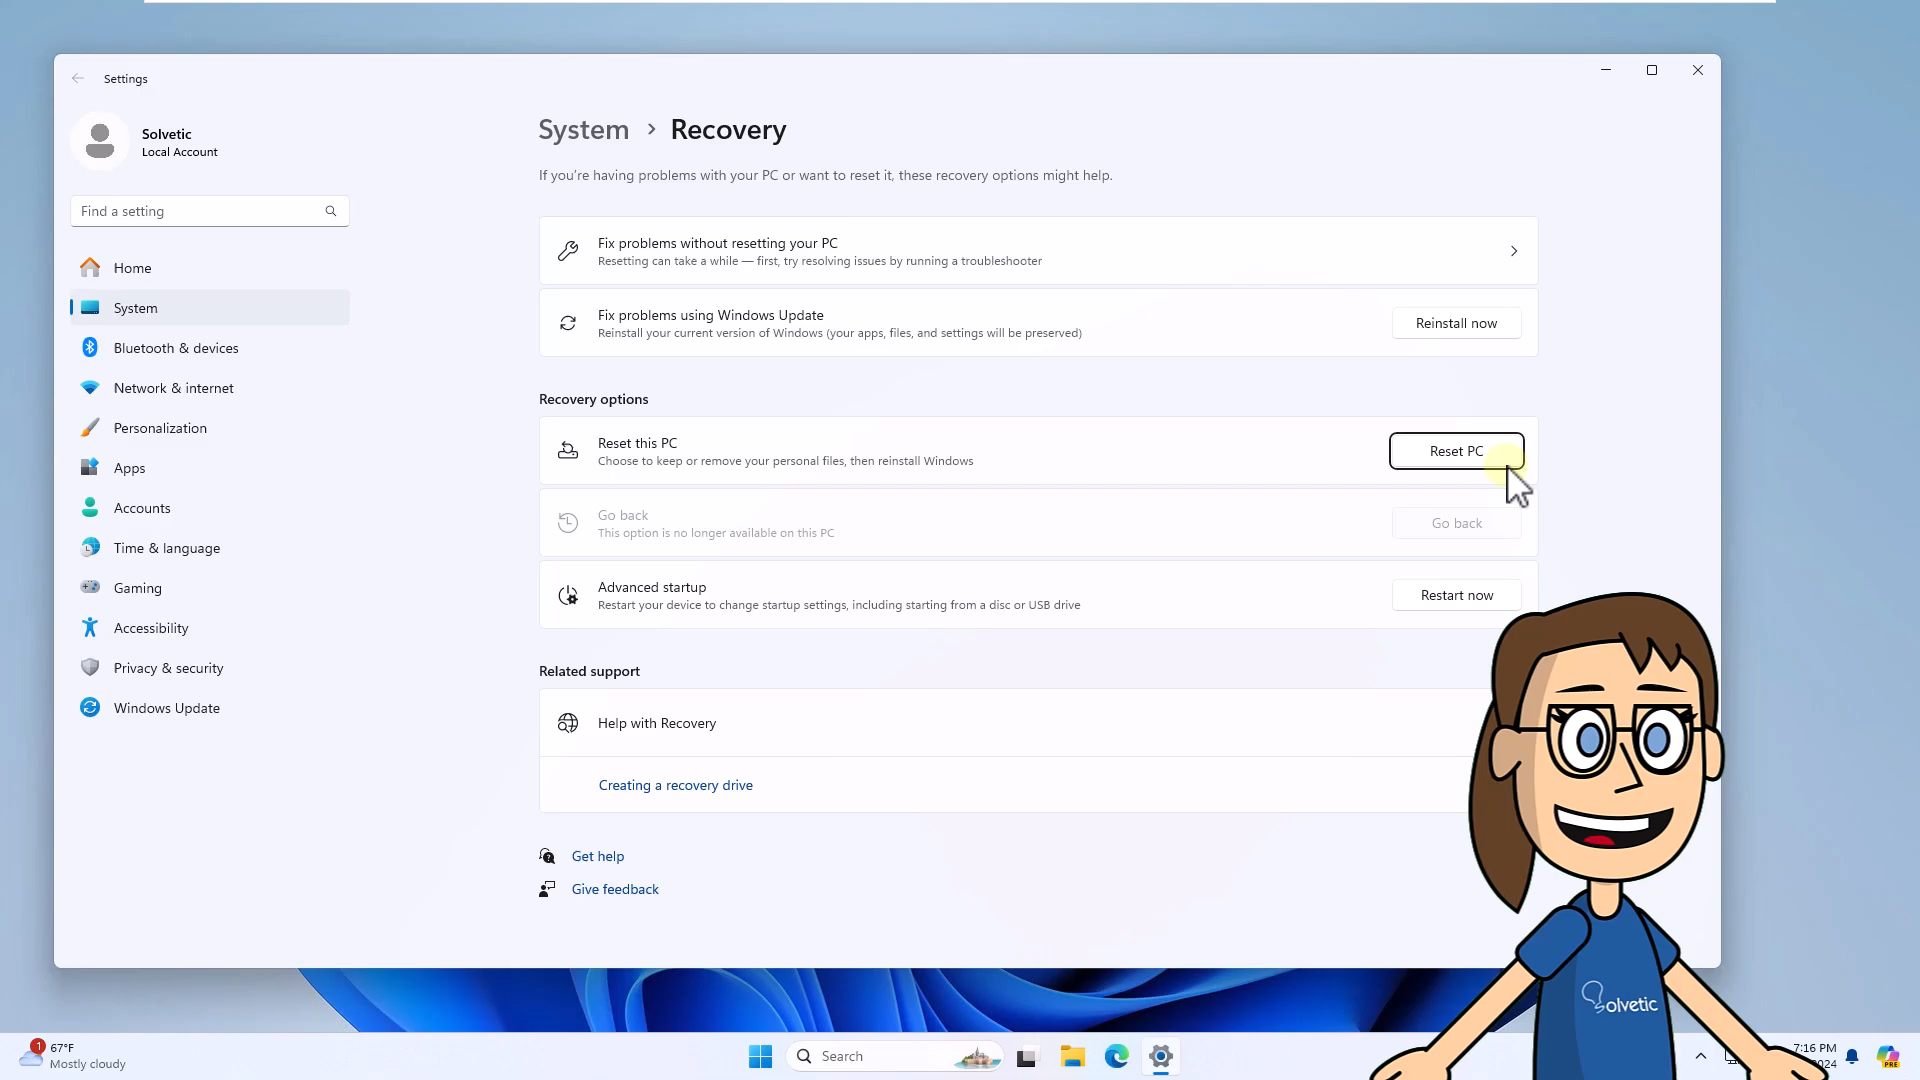 Settings
Solvetic
Local Account
Find a setting
Home
System
Bluetooth & devices
Network & internet
Personalization
Apps
Accounts
Time & language
Gaming
Accessibility
Privacy & security
Windows Update
System > Recovery
If you're having problems with your PC or want to reset it, these recovery options might help.
Fix problems without resetting your PC
Resetting can take a while — first, try resolving issues by running a troubleshooter
Fix problems using Windows Update
Reinstall your current version of Windows (your apps, files, and settings will be preserved)
Reinstall now
Recovery options
Reset this PC
Choose to keep or remove your personal files, then reinstall Windows
Reset PC
Go back
This option is no longer available on this PC
Go back
Advanced startup
Restart your device to change startup settings, including starting from a disc or USB drive
Restart now
Related support
Help with Recovery
Creating a recovery drive
Get help
Give feedback
Solvetic
1
67°F
Mostly cloudy
Search
7:16 PM
2024
PRE